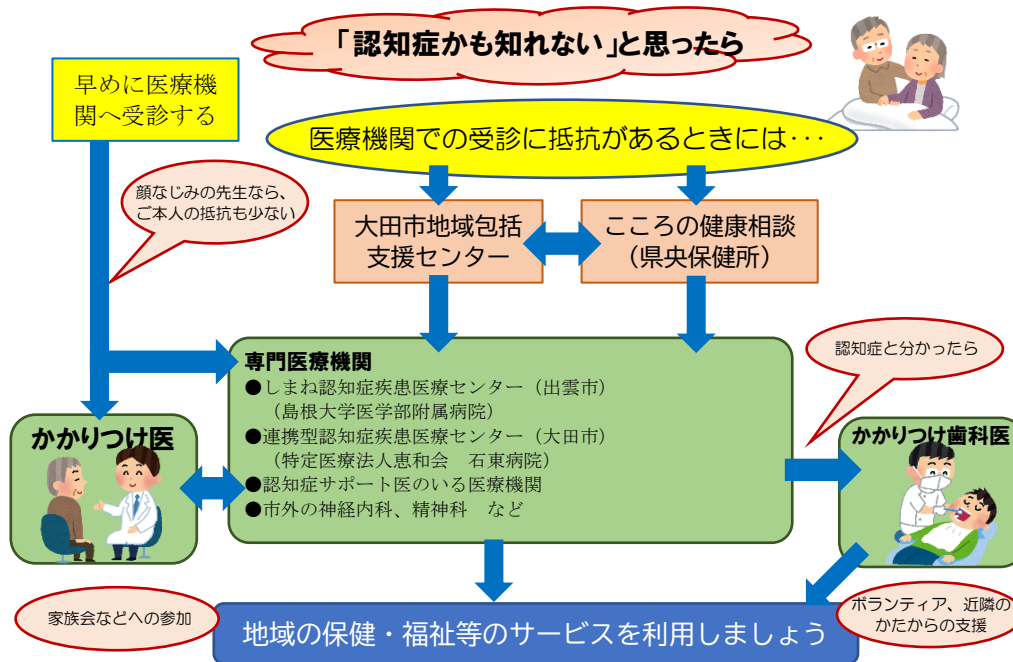 「認知症かも知れない」と思ったら
早めに医療機
関へ受診する
医療機関での受診に抵抗があるときには･･･
顔なじみの先生なら、
ご本人の抵抗も少ない
大田市地域包括
支援センター
こころの健康相談
（県央保健所）
認知症と分かったら
専門医療機関
●しまね認知症疾患医療センター（出雲市）
（島根大学医学部附属病院）
●連携型認知症疾患医療センター（大田市）
（特定医療法人恵和会　石東病院）
●認知症サポート医のいる医療機関
●市外の神経内科、精神科　など
かかりつけ医
かかりつけ歯科医
家族会などへの参加
地域の保健・福祉等のサービスを利用しましょう
ボランティア、近隣の
かたからの支援